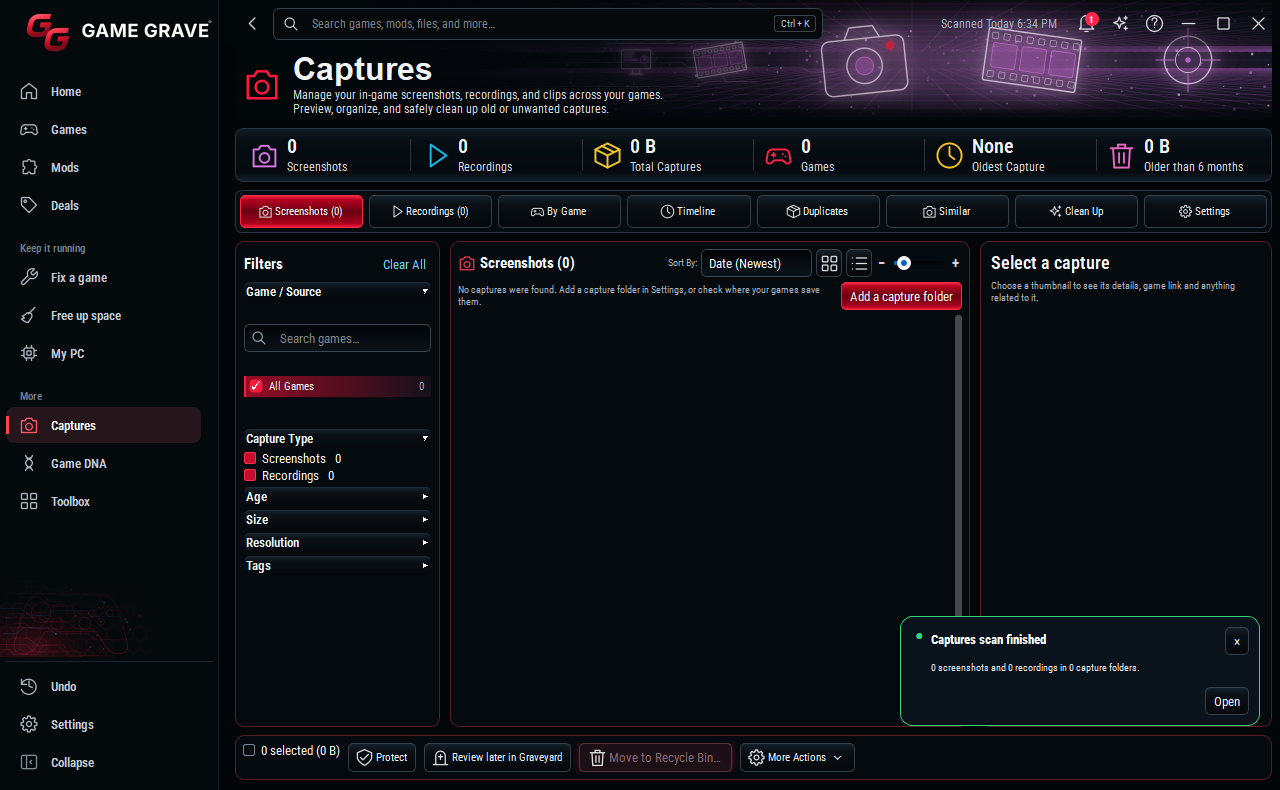 GAME GRAVE
Search games, mods, files, and more...
Ctrl + K
Scanned Today 6:34 PM
1
Home
Games
Mods
Deals
Keep it running
Fix a game
Free up space
My PC
More
Captures
Game DNA
Toolbox
Undo
Settings
Collapse
Captures
Manage your in-game screenshots, recordings, and clips across your games.
Preview, organize, and safely clean up old or unwanted captures.
0
Screenshots
0
Recordings
0 B
Total Captures
0
Games
None
Oldest Capture
0 B
Older than 6 months
Screenshots (0)
Recordings (0)
By Game
Timeline
Duplicates
Similar
Clean Up
Settings
Filters
Clear All
Game / Source
Search games...
All Games 0
Capture Type
Screenshots 0
Recordings 0
Age
Size
Resolution
Tags
Screenshots (0)
Sort By:
Date (Newest)
- +
No captures were found. Add a capture folder in Settings, or check where your games save
them.
Add a capture folder
Select a capture
Choose a thumbnail to see its details, game link and anything
related to it.
Captures scan finished
x
0 screenshots and 0 recordings in 0 capture folders.
Open
0 selected (0 B)
Protect
Review later in Graveyard
Move to Recycle Bin...
More Actions